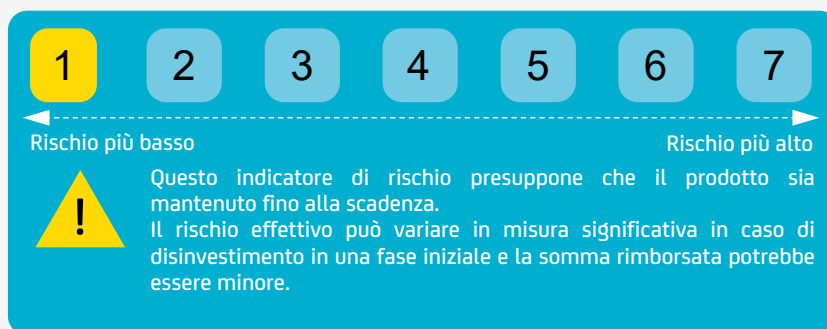 1 2 3 4 5 6 7
Rischio più basso Rischio più alto
!
Questo indicatore di rischio presuppone che il prodotto sia
mantenuto fino alla scadenza.
Il rischio effettivo può variare in misura significativa in caso di
disinvestimento in una fase iniziale e la somma rimborsata potrebbe
essere minore.